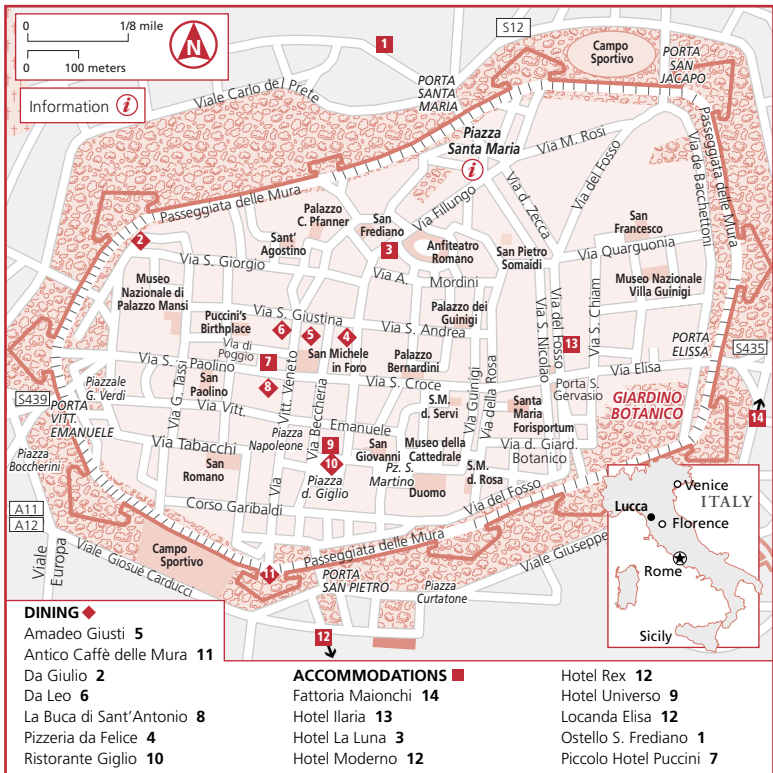 0 1/8 mile
0 100 meters
N
Information i
1
S12
Campo
Sportivo
PORTA
SAN
JACAPO
PORTA
SANTA
MARIA
Viale Carlo del Prete
Piazza
Santa Maria
i
Via M. Rosi
Passeggiata delle Mura
Via de Bacchettoni
Via del Fosso
Via d. Zecca
Via Fillungo
Passeggiata delle Mura
Palazzo
C. Pfanner
San
Frediano
3
Sant'
Agostino
Anfiteatro
Romano
San Pietro
Somaidi
San
Francesco
Via Quarguonia
2
Via S. Giorgio
Via A. Mordini
Museo
Nazionale di
Palazzo Mansi
Museo Nazionale
Villa Guinigi
Palazzo dei
Guinigi
Puccini's
Birthplace
Via S. Giustina
6
5
4
Via S. Andrea
Via S. Nicolao
Via del Fosso
Via S. Chiam
13
PORTA
ELISSA
S435
Via di
Poggio
7
San Michele
in Foro
Palazzo
Bernardini
Via Elisa
Via S. Paolino
Piazzale
G. Verdi
San
Paolino
8
Via S. Croce
Porta S.
Gervasio
GIARDINO
BOTANICO
14
S439
PORTA
VITT.
EMANUELE
Via G. Tassi
Via Vitt. Emanuele
Vitt. Veneto
Via
Via Beccheria
Via Guinigi
Via della Rosa
S.M.
d. Servi
Santa
Maria
Forisportum
Piazza
Boccherini
Via Tabacchi
Piazza
Napoleone
9
10
San
Giovanni
Museo della
Cattedrale
Via d. Giard.
Botanico
San
Romano
Piazza
d. Giglio
Pz. S.
Martino
Duomo
S.M.
d. Rosa
Via del Fosso
A11
A12
Corso Garibaldi
Viale
Europa
Viale Giosuè Carducci
Campo
Sportivo
11
Passeggiata delle Mura
PORTA
SAN PIETRO
Piazza
Curtatone
Viale Giuseppe
12
Venice
ITALY
Lucca
Florence
Rome
Sicily
DINING
Amadeo Giusti 5
Antico Caffè delle Mura 11
Da Giulio 2
Da Leo 6
La Buca di Sant'Antonio 8
Pizzeria da Felice 4
Ristorante Giglio 10
ACCOMMODATIONS
Fattoria Maionchi 14
Hotel Ilaria 13
Hotel La Luna 3
Hotel Moderno 12
Hotel Rex 12
Hotel Universo 9
Locanda Elisa 12
Ostello S. Frediano 1
Piccolo Hotel Puccini 7